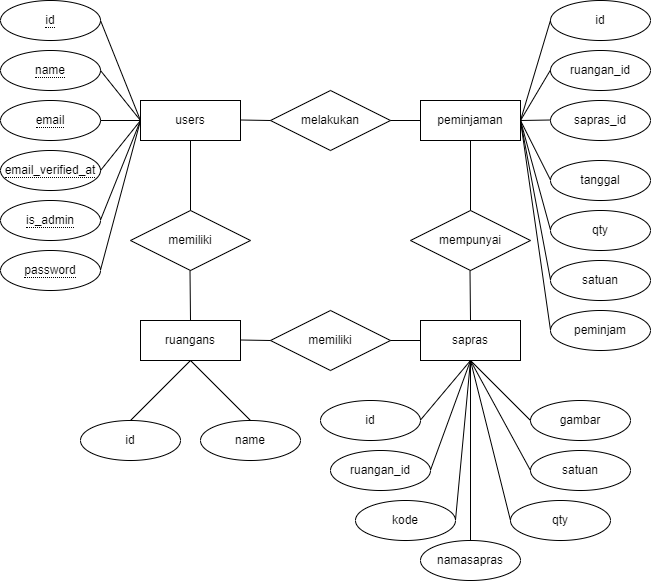 id
name
email
email_verified_at
is_admin
password
users
melakukan
peminjaman
id
ruangan_id
sapras_id
tanggal
qty
satuan
peminjam
memiliki
mempunyai
ruangans
memiliki
sapras
id
name
id
ruangan_id
kode
namasapras
qty
satuan
gambar